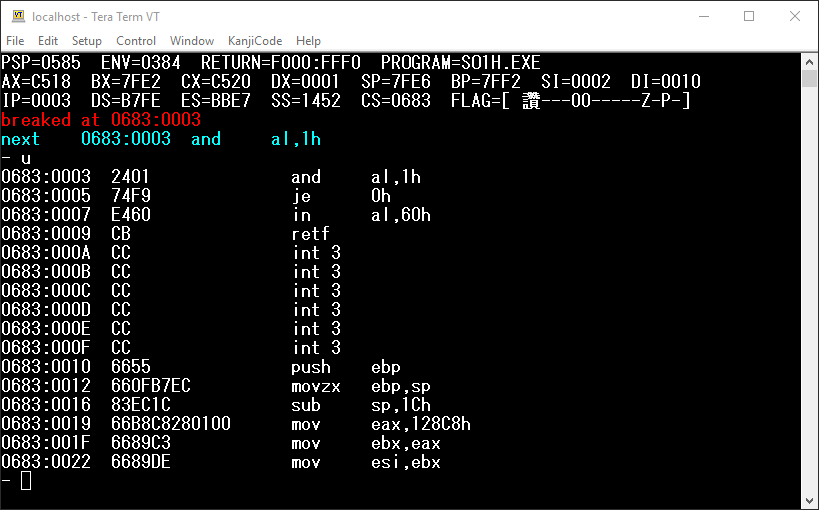 VT
localhost - Tera Term VT
File Edit Setup Control Window KanjiCode Help
PSP=0585 ENV=0384 RETURN=F000:FFF0 PROGRAM=SO1H.EXE
AX=C518 BX=7FE2 CX=C520 DX=0001 SP=7FE6 BP=7FF2 SI=0002 DI=0010
IP=0003 DS=B7FE ES=BBE7 SS=1452 CS=0683 FLAG=[ 讚---OO-----Z-P-]
breaked at 0683:0003
next 0683:0003 and al,1h
- u
0683:0003 2401 and al,1h
0683:0005 74F9 je 0h
0683:0007 E460 in al,60h
0683:0009 CB retf
0683:000A CC int 3
0683:000B CC int 3
0683:000C CC int 3
0683:000D CC int 3
0683:000E CC int 3
0683:000F CC int 3
0683:0010 6655 push ebp
0683:0012 660FB7EC movzx ebp,sp
0683:0016 83EC1C sub sp,1Ch
0683:0019 66B8C8280100 mov eax,128C8h
0683:001F 6689C3 mov ebx,eax
0683:0022 6689DE mov esi,ebx
-